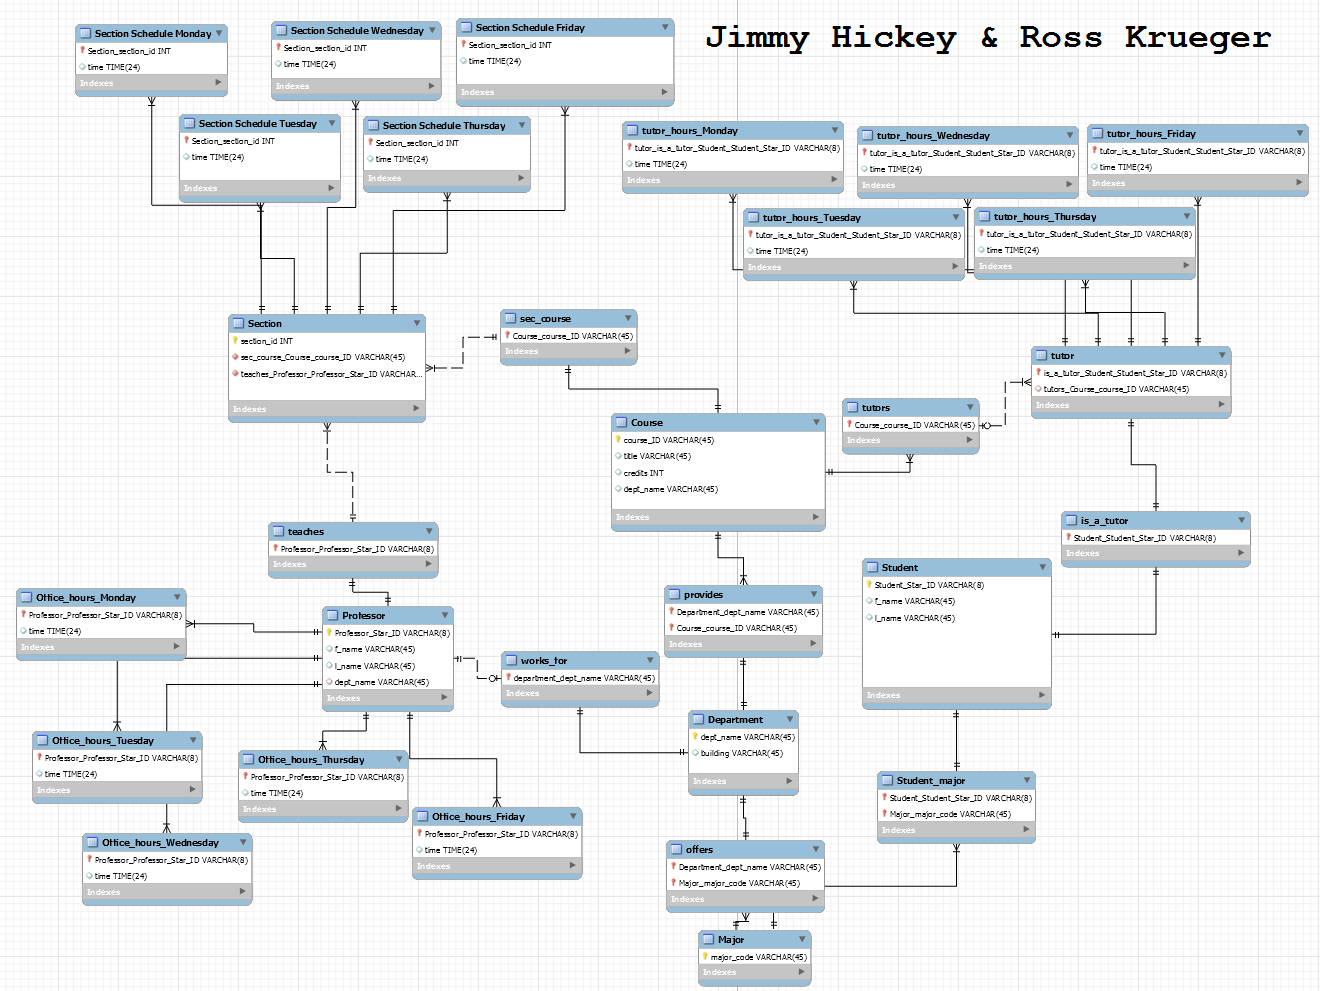 Jimmy Hickey & Ross Krueger
Section Schedule Monday
Section_section_id INT
time TIME(24)
Indexes
Section Schedule Wednesday
Section_section_id INT
time TIME(24)
Indexes
Section Schedule Friday
Section_section_id INT
time TIME(24)
Indexes
Section Schedule Tuesday
Section_section_id INT
time TIME(24)
Indexes
Section Schedule Thursday
Section_section_id INT
time TIME(24)
Indexes
tutor_hours_Monday
tutor_is_a_tutor_Student_Student_Star_ID VARCHAR(8)
time TIME(24)
Indexes
tutor_hours_Wednesday
tutor_is_a_tutor_Student_Student_Star_ID VARCHAR(8)
time TIME(24)
Indexes
tutor_hours_Friday
tutor_is_a_tutor_Student_Student_Star_ID VARCHAR(8)
time TIME(24)
Indexes
tutor_hours_Tuesday
tutor_is_a_tutor_Student_Student_Star_ID VARCHAR(8)
time TIME(24)
Indexes
tutor_hours_Thursday
tutor_is_a_tutor_Student_Student_Star_ID VARCHAR(8)
time TIME(24)
Indexes
Section
section_id INT
sec_course_Course_course_ID VARCHAR(45)
teaches_Professor_Professor_Star_ID VARCHAR...
Indexes
sec_course
Course_course_ID VARCHAR(45)
Indexes
tutor
is_a_tutor_Student_Student_Star_ID VARCHAR(8)
tutors_Course_course_ID VARCHAR(45)
Indexes
tutors
Course_course_ID VARCHAR(45)
Indexes
Course
course_ID VARCHAR(45)
title VARCHAR(45)
credits INT
dept_name VARCHAR(45)
Indexes
teaches
Professor_Professor_Star_ID VARCHAR(8)
Indexes
is_a_tutor
Student_Student_Star_ID VARCHAR(8)
Indexes
Student
Student_Star_ID VARCHAR(8)
f_name VARCHAR(45)
l_name VARCHAR(45)
Indexes
provides
Department_dept_name VARCHAR(45)
Course_course_ID VARCHAR(45)
Indexes
Office_hours_Monday
Professor_Professor_Star_ID VARCHAR(8)
time TIME(24)
Indexes
Professor
Professor_Star_ID VARCHAR(8)
f_name VARCHAR(45)
l_name VARCHAR(45)
dept_name VARCHAR(45)
Indexes
works_for
department_dept_name VARCHAR(45)
Indexes
Department
dept_name VARCHAR(45)
building VARCHAR(45)
Indexes
Office_hours_Tuesday
Professor_Professor_Star_ID VARCHAR(8)
time TIME(24)
Indexes
Office_hours_Thursday
Professor_Professor_Star_ID VARCHAR(8)
time TIME(24)
Indexes
Student_major
Student_Student_Star_ID VARCHAR(8)
Major_major_code VARCHAR(45)
Indexes
Office_hours_Friday
Professor_Professor_Star_ID VARCHAR(8)
time TIME(24)
Indexes
Office_hours_Wednesday
Professor_Professor_Star_ID VARCHAR(8)
time TIME(24)
Indexes
offers
Department_dept_name VARCHAR(45)
Major_major_code VARCHAR(45)
Indexes
Major
major_code VARCHAR(45)
Indexes